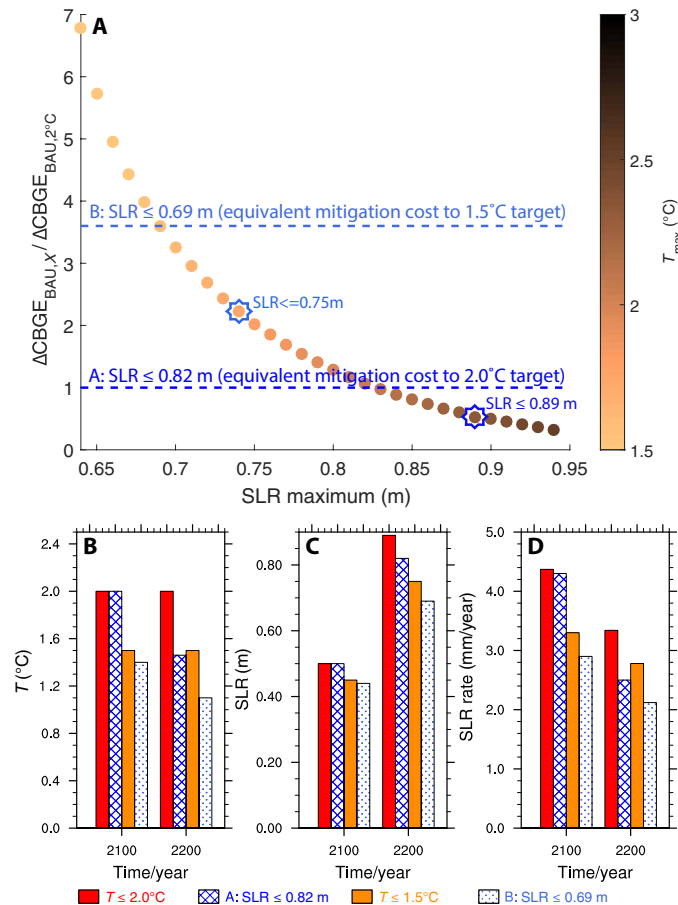 A
ΔCBGE_BAU,X / ΔCBGE_BAU,2°C
7
6
5
4
3
2
1
0
B: SLR ≤ 0.69 m (equivalent mitigation cost to 1.5˚C target)
SLR<=0.75m
A: SLR ≤ 0.82 m (equivalent mitigation cost to 2.0˚C target)
SLR ≤ 0.89 m
0.65 0.7 0.75 0.8 0.85 0.9 0.95
SLR maximum (m)
3
2.5
2
1.5
T_max (°C)
B
T (°C)
2.4
2.0
1.6
1.2
0.8
0.4
0.0
2100 2200
Time/year
C
SLR (m)
0.80
0.60
0.40
0.20
0.00
2100 2200
Time/year
D
SLR rate (mm/year)
5.0
4.0
3.0
2.0
1.0
0.0
2100 2200
Time/year
T ≤ 2.0°C A: SLR ≤ 0.82 m T ≤ 1.5°C B: SLR ≤ 0.69 m